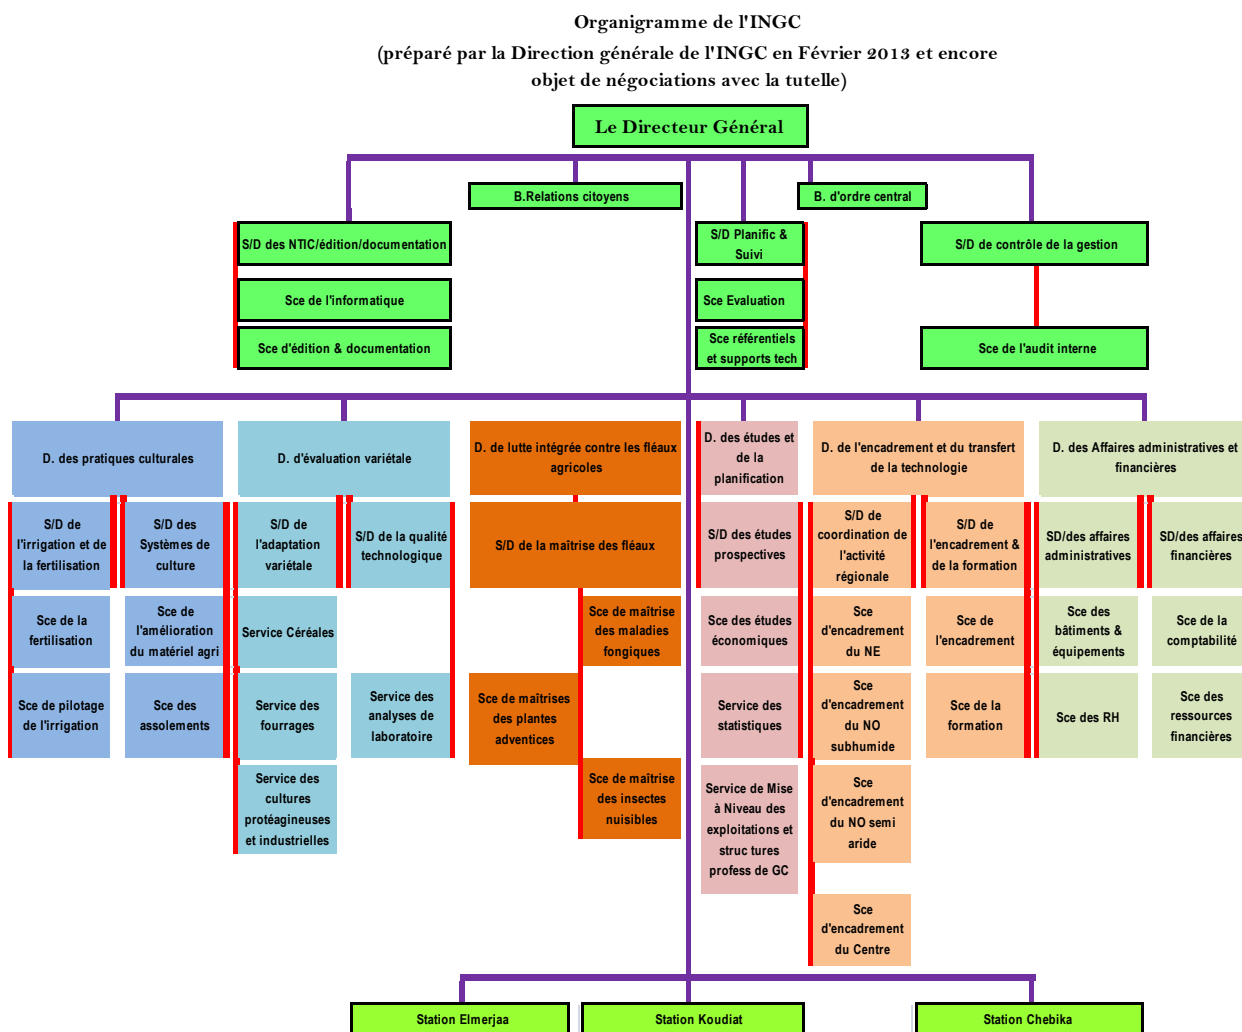 Organigramme de l'INGC
(préparé par la Direction générale de l'INGC en Février 2013 et encore
objet de négociations avec la tutelle)
Le Directeur Général
B.Relations citoyens
B. d'ordre central
S/D des NTIC/édition/documentation
S/D Planific &
Suivi
S/D de contrôle de la gestion
Sce de l'informatique
Sce Evaluation
Sce d'édition & documentation
Sce référentiels
et supports tech
Sce de l'audit interne
D. des pratiques culturales
D. d'évaluation variétale
D. de lutte intégrée contre les fléaux
agricoles
D. des études et
de la
planification
D. de l'encadrement et du transfert
de la technologie
D. des Affaires administratives et
financières
S/D de
l'irrigation et de
la fertilisation
S/D des
Systèmes de
culture
S/D de
l'adaptation
variétale
S/D de la qualité
technologique
S/D de la maîtrise des fléaux
S/D des études
prospectives
S/D de
coordination de
l'activité
régionale
S/D de
l'encadrement &
de la formation
SD/des affaires
administratives
SD/des affaires
financières
Sce de la
fertilisation
Sce de
l'amélioration
du matériel agri
Service Céréales
Sce de maîtrise
des maladies
fongiques
Sce des études
économiques
Sce
d'encadrement
du NE
Sce de
l'encadrement
Sce des
bâtiments &
équipements
Sce de la
comptabilité
Sce de pilotage
de l'irrigation
Sce des
assolements
Service des
fourrages
Service des
analyses de
laboratoire
Sce de maîtrises
des plantes
adventices
Service des
statistiques
Sce
d'encadrement
du NO
subhumide
Sce de la
formation
Sce des RH
Sce des
ressources
financières
Service des
cultures
protéagineuses
et industrielles
Sce de maîtrise
des insectes
nuisibles
Service de Mise
à Niveau des
exploitations et
struc tures
profess de GC
Sce
d'encadrement
du NO semi
aride
Sce
d'encadrement
du Centre
Station Elmerjaa
Station Koudiat
Station Chebika